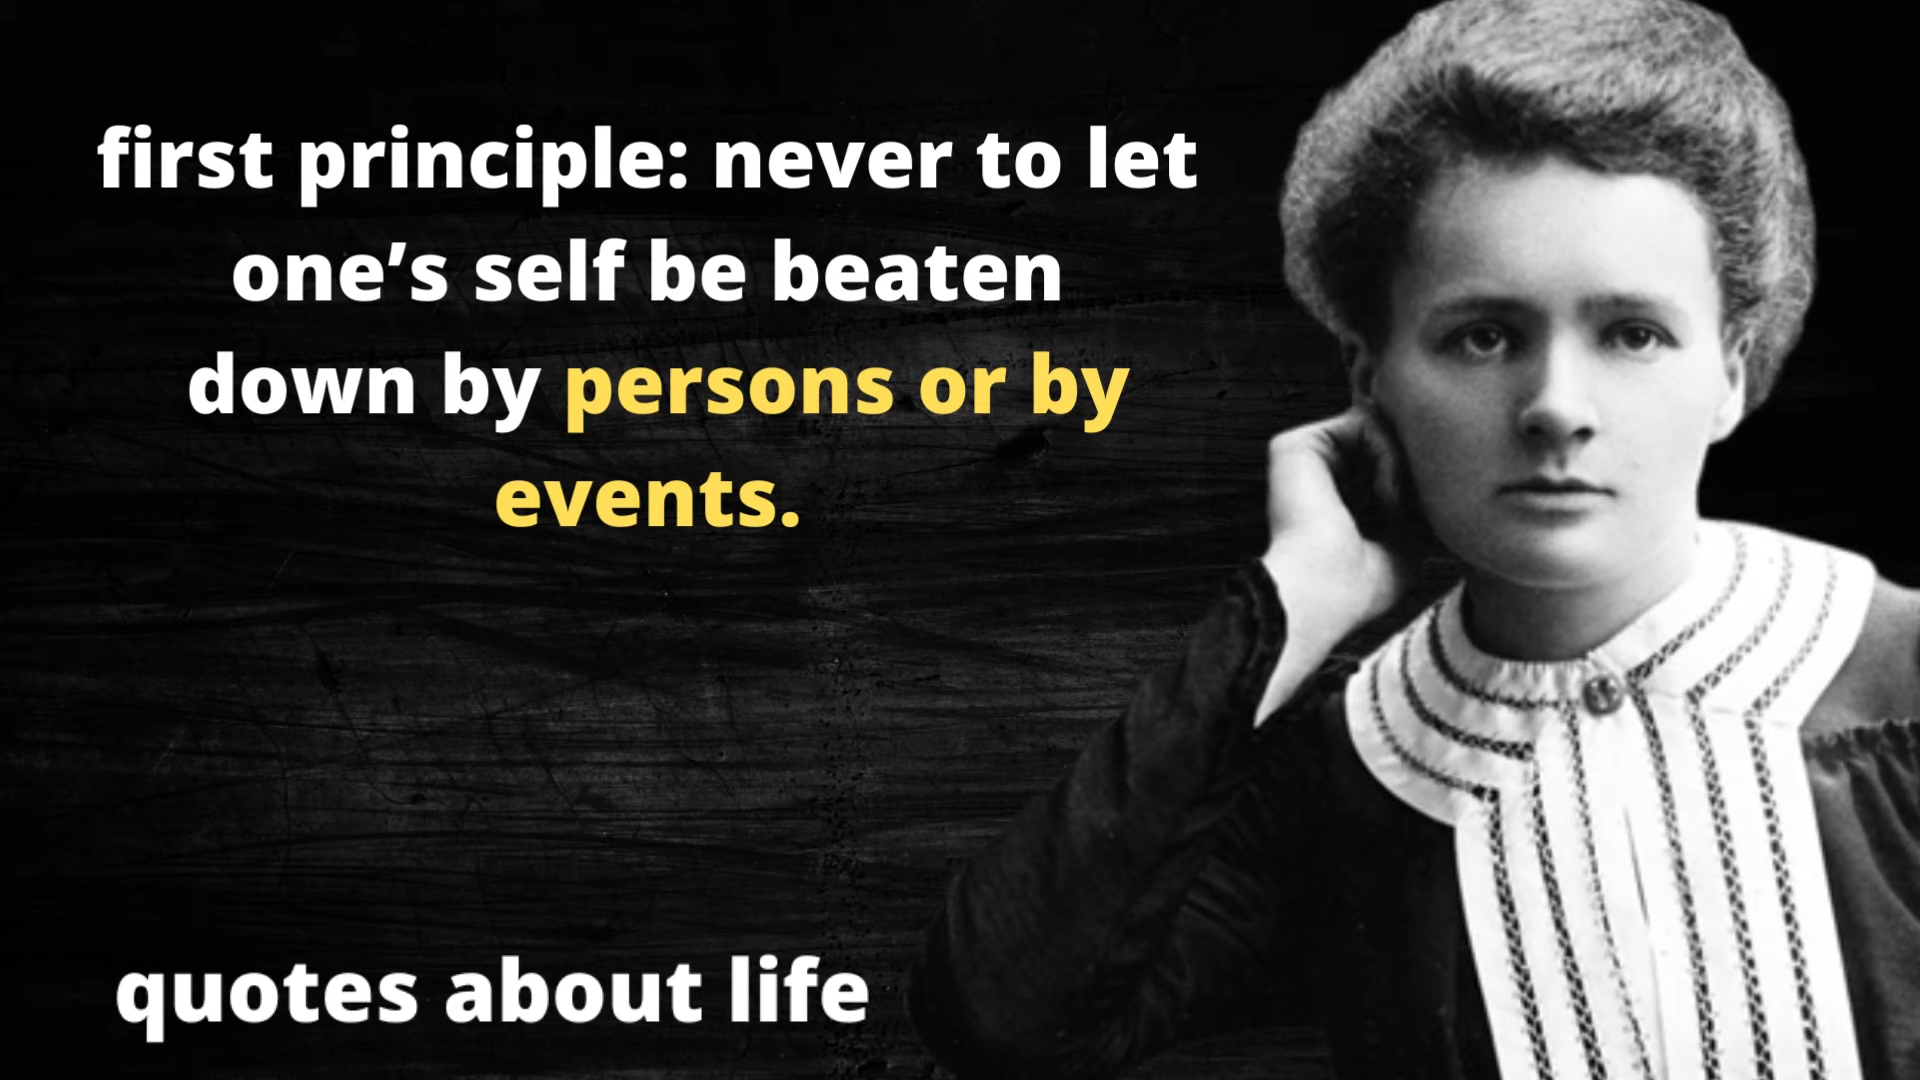 first principle: never to let
one’s self be beaten
down by persons or by
events.
quotes about life